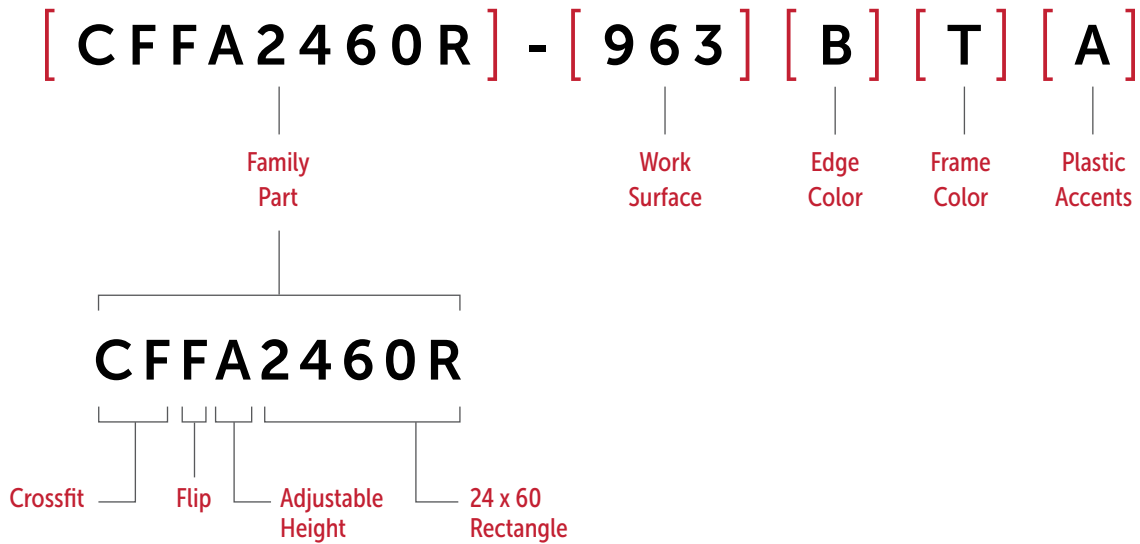 [CFFA2460R] - [963] [B] [T] [A]
Family
Part
Work
Surface
Edge
Color
Frame
Color
Plastic
Accents
CFFA2460R
Crossfit
Flip
Adjustable
Height
24 x 60
Rectangle